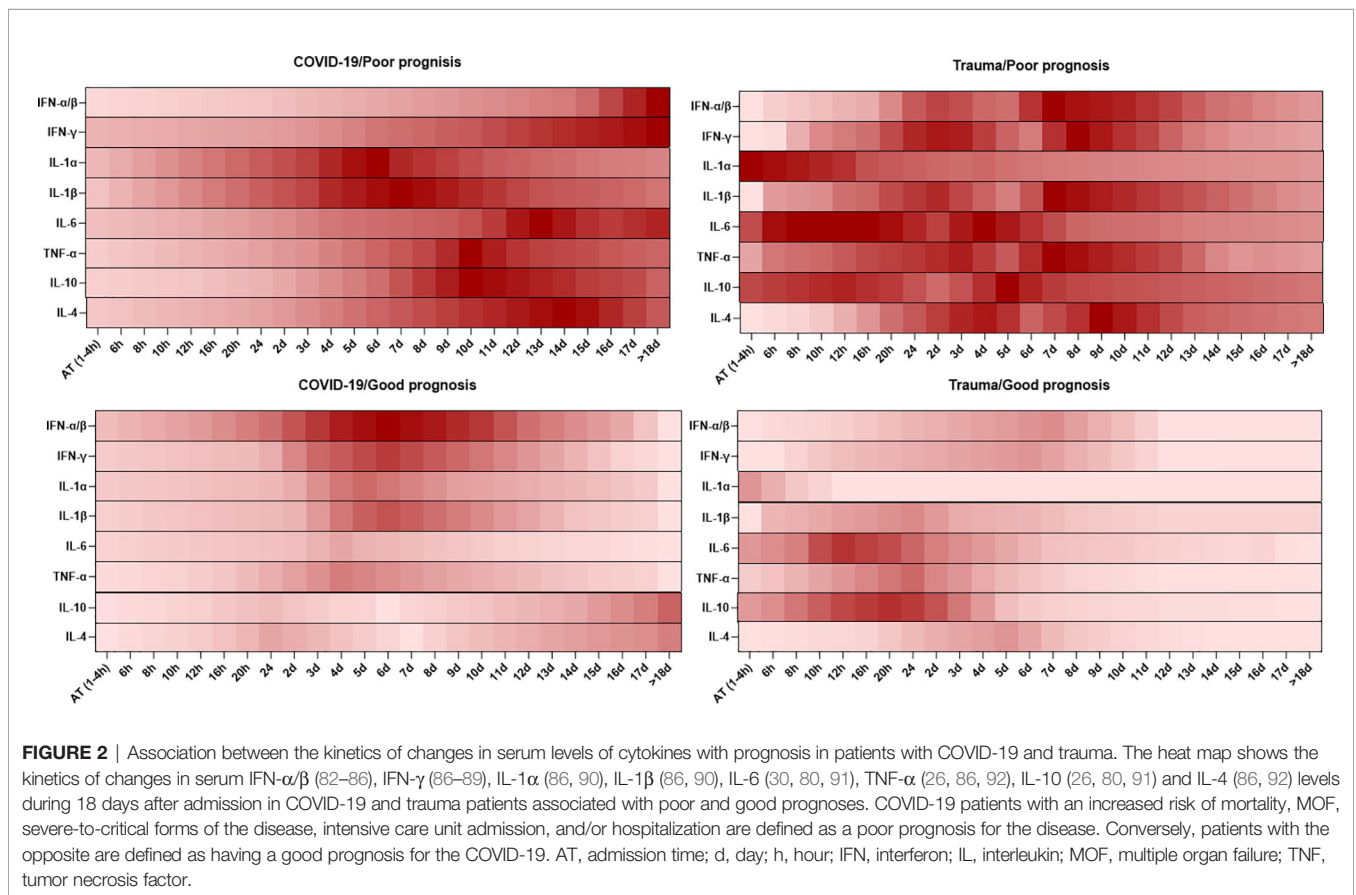 COVID-19/Poor prognisis
IFN-α/β
IFN-γ
IL-1α
IL-1β
IL-6
TNF-α
IL-10
IL-4
AT (1-4h) 6h 8h 10h 12h 16h 20h 24 2d 3d 4d 5d 6d 7d 8d 9d 10d 11d 12d 13d 14d 15d 16d 17d >18d
Trauma/Poor prognosis
IFN-α/β
IFN-γ
IL-1α
IL-1β
IL-6
TNF-α
IL-10
IL-4
AT (1-4h) 6h 8h 10h 12h 16h 20h 24 2d 3d 4d 5d 6d 7d 8d 9d 10d 11d 12d 13d 14d 15d 16d 17d >18d
COVID-19/Good prognosis
IFN-α/β
IFN-γ
IL-1α
IL-1β
IL-6
TNF-α
IL-10
IL-4
AT (1-4h) 6h 8h 10h 12h 16h 20h 24 2d 3d 4d 5d 6d 7d 8d 9d 10d 11d 12d 13d 14d 15d 16d 17d >18d
Trauma/Good prognosis
IFN-α/β
IFN-γ
IL-1α
IL-1β
IL-6
TNF-α
IL-10
IL-4
AT (1-4h) 6h 8h 10h 12h 16h 20h 24 2d 3d 4d 5d 6d 7d 8d 9d 10d 11d 12d 13d 14d 15d 16d 17d >18d
FIGURE 2 | Association between the kinetics of changes in serum levels of cytokines with prognosis in patients with COVID-19 and trauma. The heat map shows the
kinetics of changes in serum IFN-α/β (82–86), IFN-γ (86–89), IL-1α (86, 90), IL-1β (86, 90), IL-6 (30, 80, 91), TNF-α (26, 86, 92), IL-10 (26, 80, 91) and IL-4 (86, 92) levels
during 18 days after admission in COVID-19 and trauma patients associated with poor and good prognoses. COVID-19 patients with an increased risk of mortality, MOF,
severe-to-critical forms of the disease, intensive care unit admission, and/or hospitalization are defined as a poor prognosis for the disease. Conversely, patients with the
opposite are defined as having a good prognosis for the COVID-19. AT, admission time; d, day; h, hour; IFN, interferon; IL, interleukin; MOF, multiple organ failure; TNF,
tumor necrosis factor.